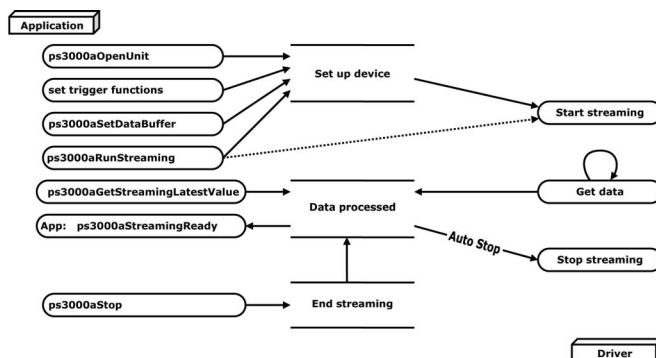 Application
ps3000aOpenUnit
set trigger functions
Set up device
ps3000aSetDataBuffer
Start streaming
ps3000aRunStreaming
ps3000aGetStreamingLatestValue
Get data
Data processed
App: ps3000aStreamingReady
Auto Stop
Stop streaming
ps3000aStop
End streaming
Driver